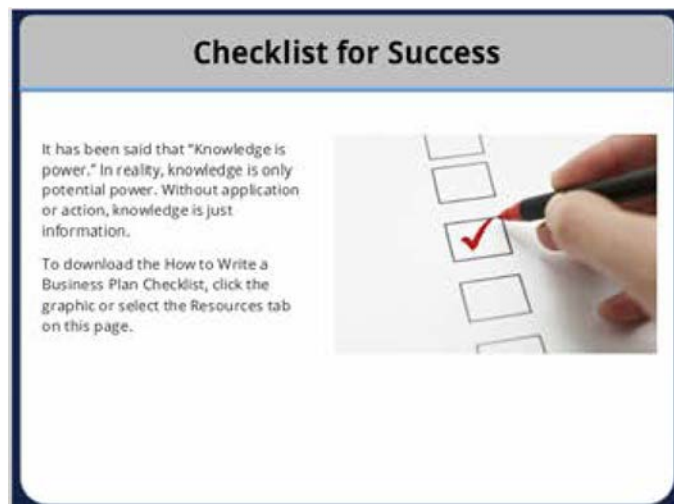 Checklist for Success
It has been said that "Knowledge is
power." In reality, knowledge is only
potential power. Without application
or action, knowledge is just
information.
To download the How to Write a
Business Plan Checklist, click the
graphic or select the Resources tab
on this page.